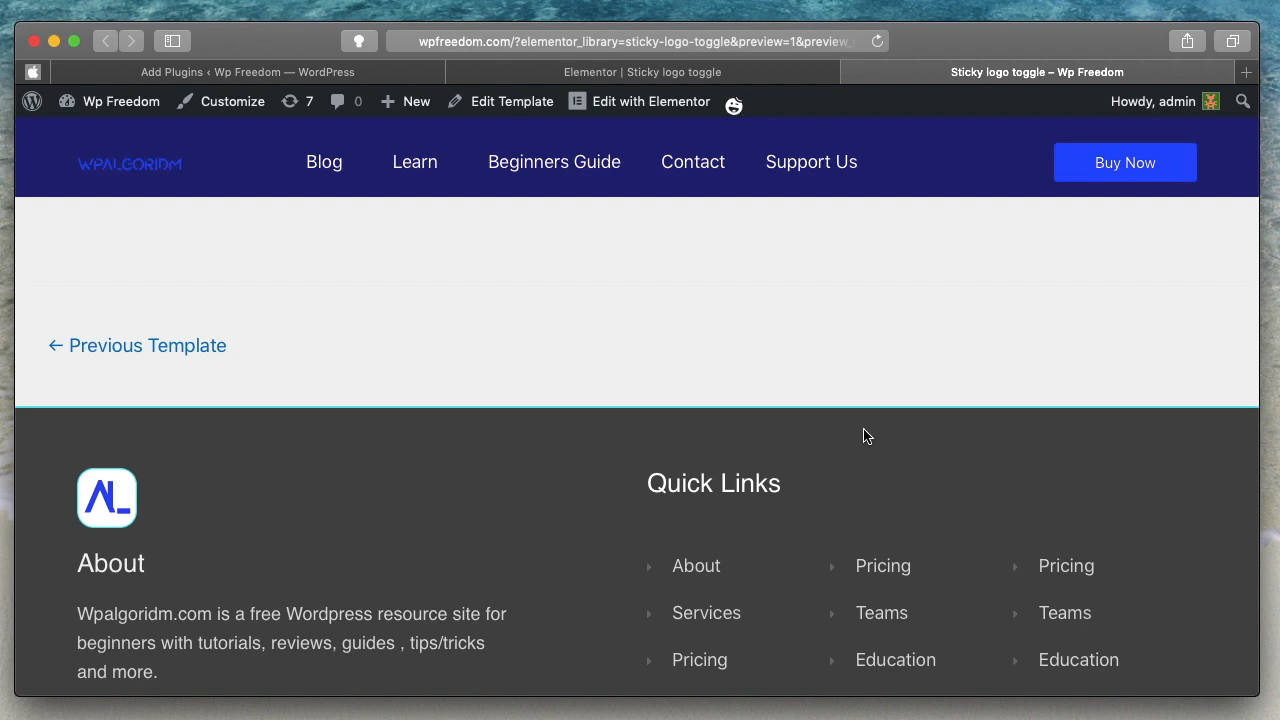 wpfreedom.com/?elementor_library=sticky-logo-toggle&preview=1&preview_
Add Plugins ‹ Wp Freedom — WordPress
Elementor | Sticky logo toggle
Sticky logo toggle – Wp Freedom
Wp Freedom
Customize
7
0
New
Edit Template
Edit with Elementor
Howdy, admin
WPALGORIDM
Blog
Learn
Beginners Guide
Contact
Support Us
Buy Now
← Previous Template
AL_
Quick Links
About
Wpalgoridm.com is a free Wordpress resource site for
beginners with tutorials, reviews, guides , tips/tricks
and more.
About
Services
Pricing
Pricing
Teams
Education
Pricing
Teams
Education